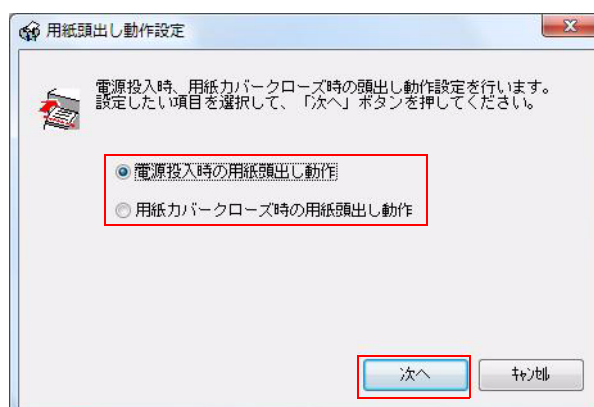 用紙頭出し動作設定
電源投入時、用紙カバークローズ時の頭出し動作設定を行います。
設定したい項目を選択して、「次へ」ボタンを押してください。
電源投入時の用紙頭出し動作
用紙カバークローズ時の用紙頭出し動作
次へ
ｷｬﾝｾﾙ